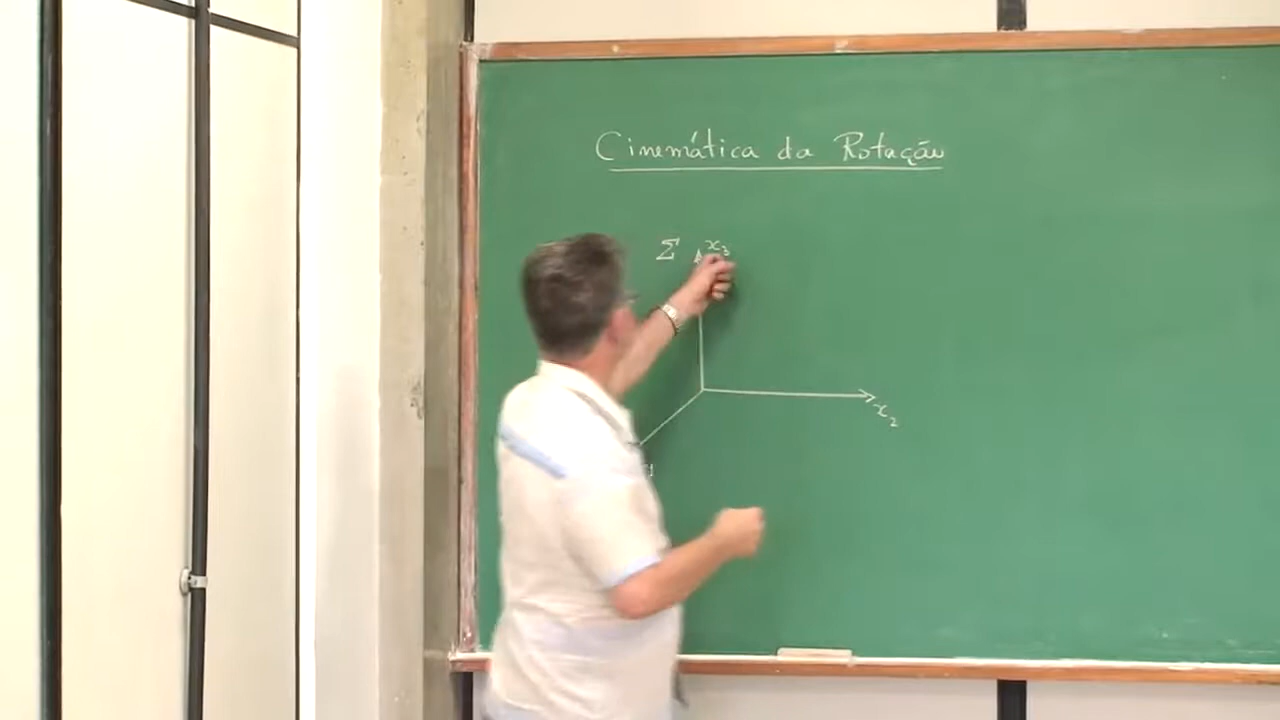 Cinemática da Rotação
Σ x₃
x₂